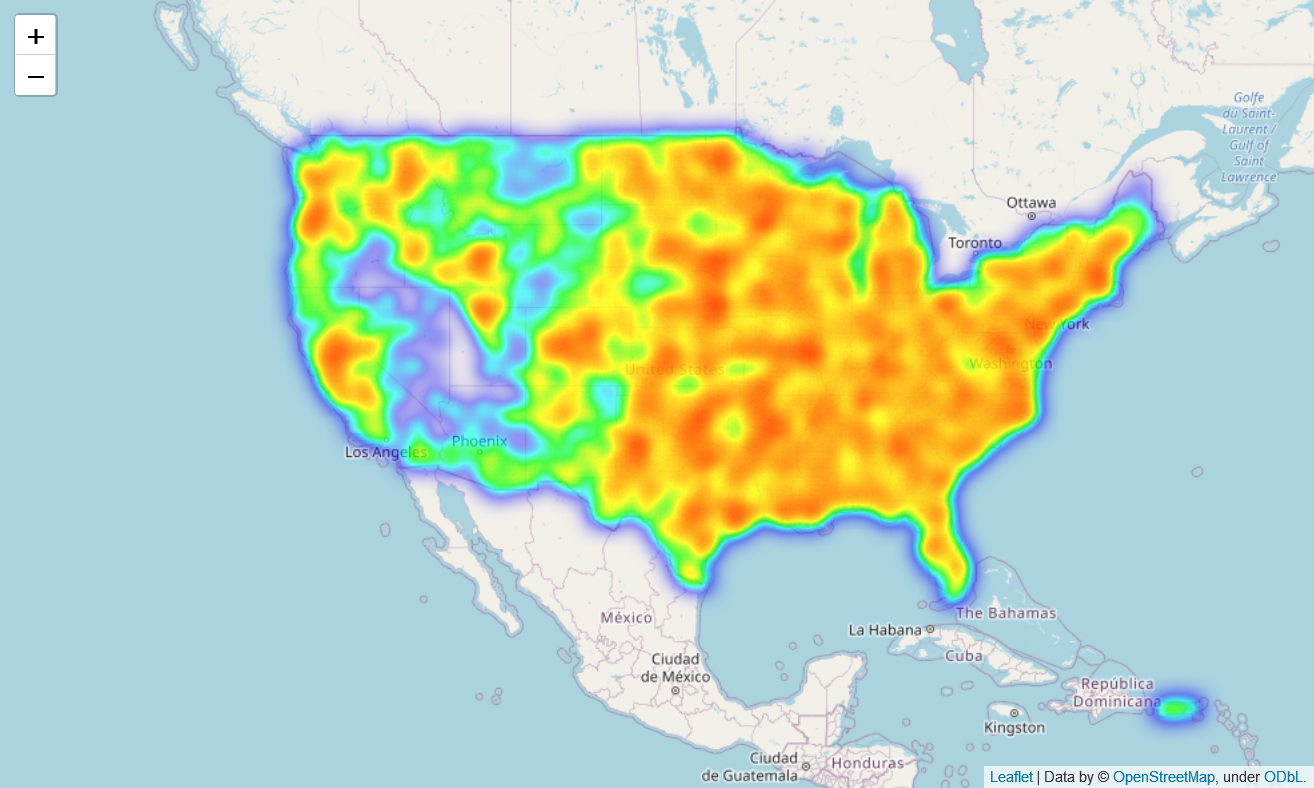 +
−
Golfe
du Saint-
Laurent /
Gulf of
Saint
Lawrence
Ottawa
Toronto
New York
Washington
United States
Phoenix
Los Angeles
The Bahamas
México
La Habana
Cuba
Ciudad
de México
República
Dominicana
Kingston
Ciudad
de Guatemala
Honduras
Leaflet | Data by © OpenStreetMap, under ODbL.